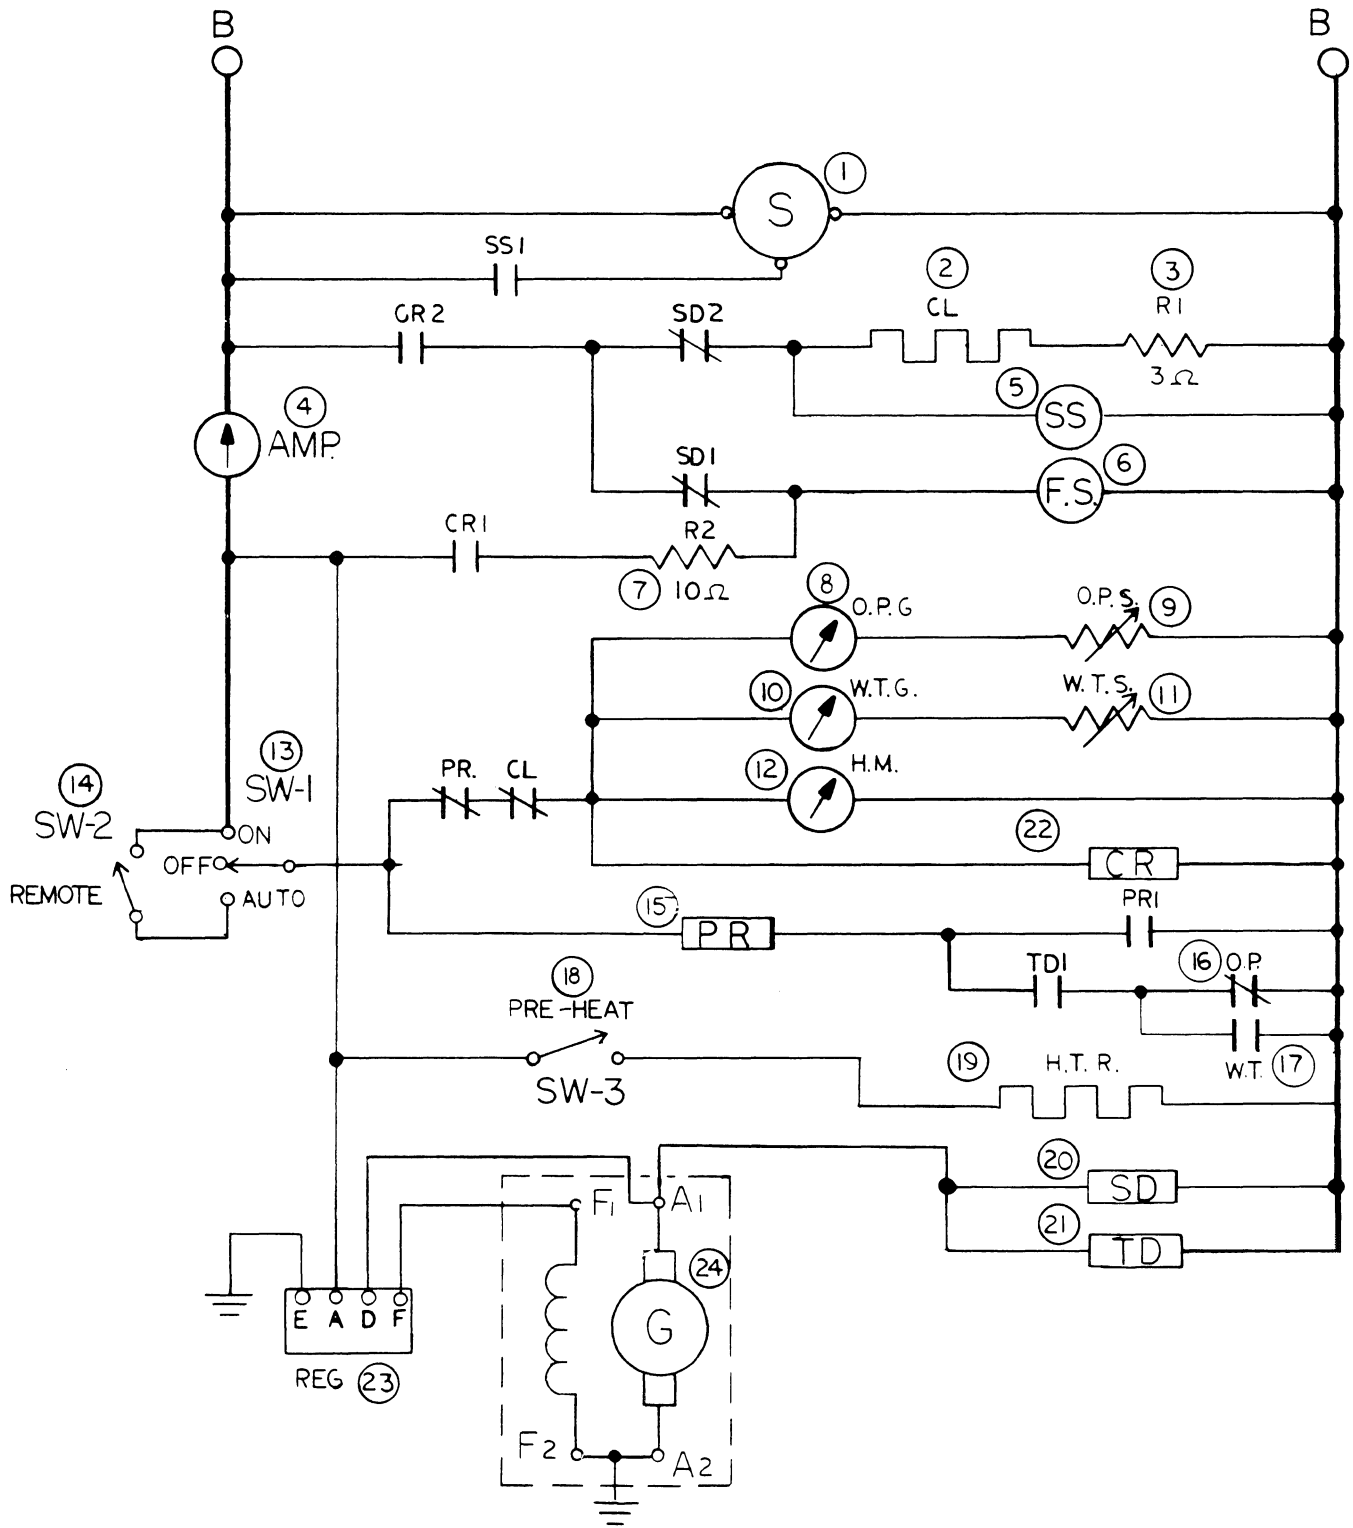 B
B
1
S
SS1
2
3
CL
R1
CR2
SD2
3Ω
5
SS
4
AMP.
SD1
6
F.S.
CR1
R2
7
10Ω
8
O.P.G
O.P.S.
9
10
W.T.G.
W.T.S.
11
13
SW-1
14
SW-2
PR.
CL
12
H.M.
22
ON
OFF
CR
REMOTE
AUTO
15
PR
PR1
TD1
16
O.P.
18
PRE-HEAT
SW-3
19
H.T.R.
W.T.
17
20
SD
F1
A1
21
TD
24
E A D F
G
REG
23
F2
A2